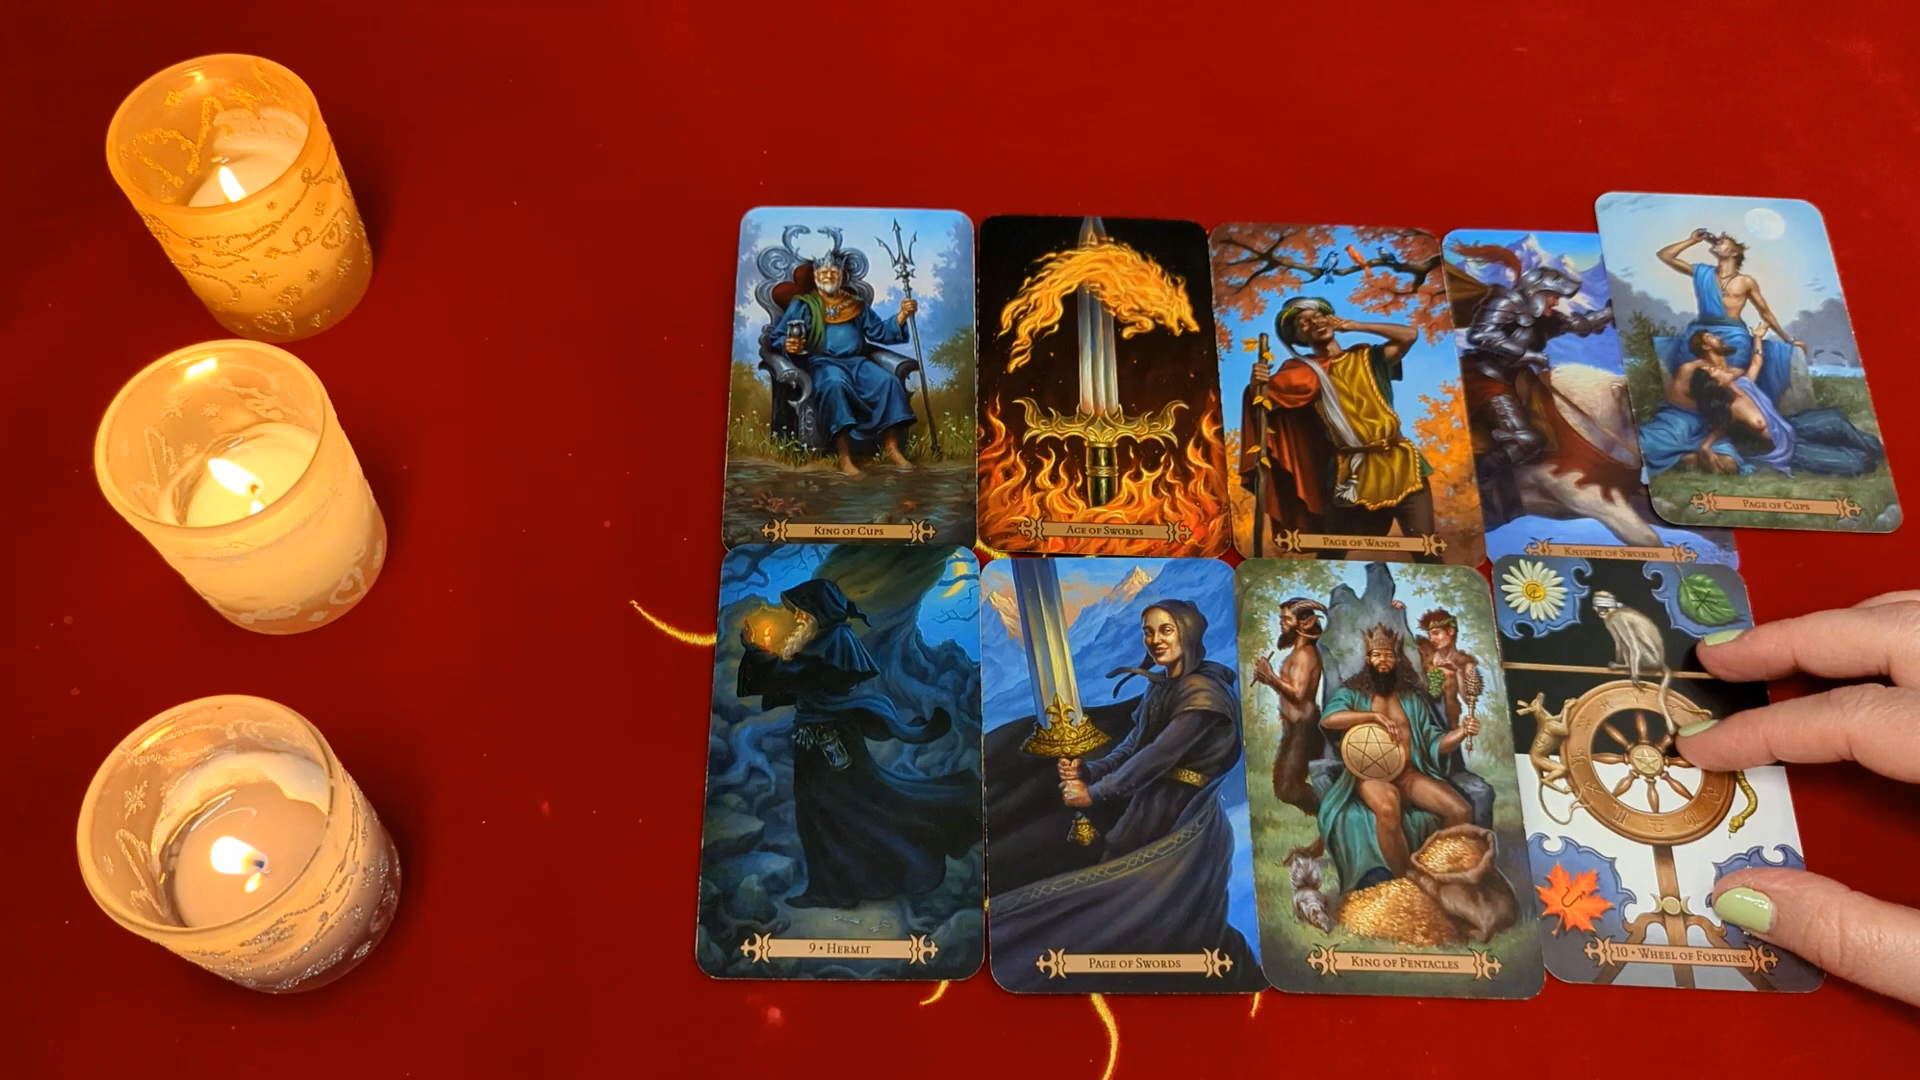 KING OF CUPS
ACE OF SWORDS
PAGE OF WANDS
KNIGHT OF SWORDS
PAGE OF CUPS
9 • HERMIT
PAGE OF SWORDS
KING OF PENTACLES
10 • WHEEL OF FORTUNE